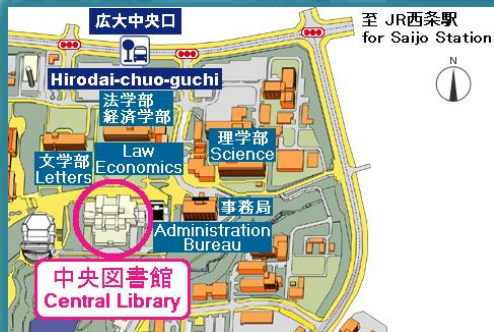 広大中央口
Hirodai-chuo-guchi
至 JR西条駅
for Saijo Station
N
法学部
経済学部
Law
Economics
理学部
Science
文学部
Letters
事務局
Administration
Bureau
中央図書館
Central Library